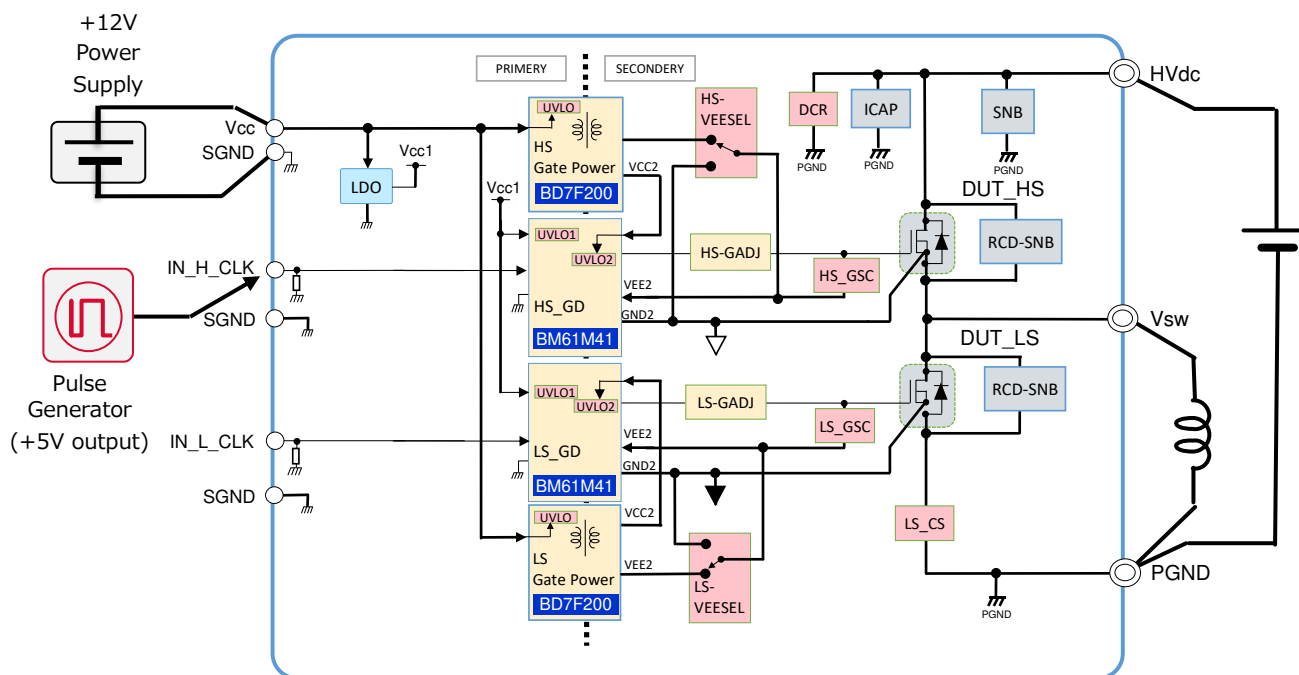 +12V
Power
Supply
Vcc
SGND
LDO
Vcc1
Vcc1
PRIMERY
SECONDERY
UVLO
HS
Gate Power
VCC2
BD7F200
HS-
VEESEL
UVLO1
UVLO2
VEE2
HS_GD
GND2
BM61M41
HS-GADJ
HS_GSC
IN_H_CLK
SGND
Pulse
Generator
(+5V output)
IN_L_CLK
SGND
UVLO1
UVLO2
VEE2
LS_GD
GND2
BM61M41
LS-GADJ
LS_GSC
UVLO
VCC2
LS
Gate Power
VEE2
BD7F200
LS-
VEESEL
DCR
PGND
ICAP
PGND
SNB
PGND
HVdc
DUT_HS
RCD-SNB
Vsw
DUT_LS
RCD-SNB
LS_CS
PGND
PGND